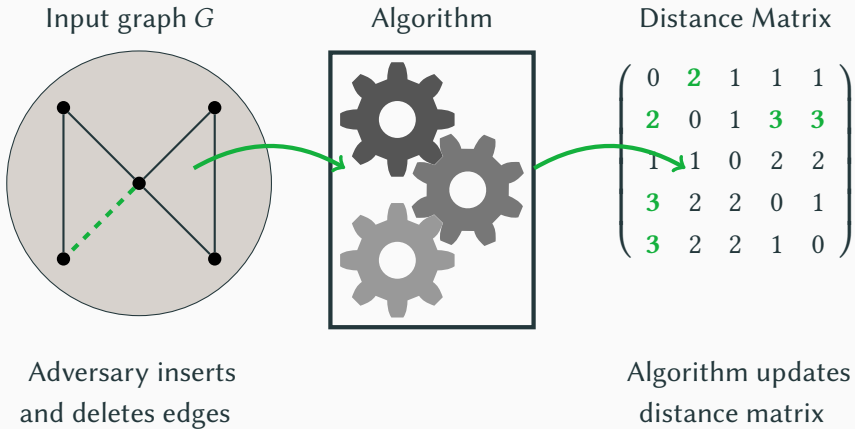 Input graph G
Algorithm
Distance Matrix
0 2 1 1 1
2 0 1 3 3
1 1 0 2 2
3 2 2 0 1
3 2 2 1 0
Adversary inserts
and deletes edges
Algorithm updates
distance matrix